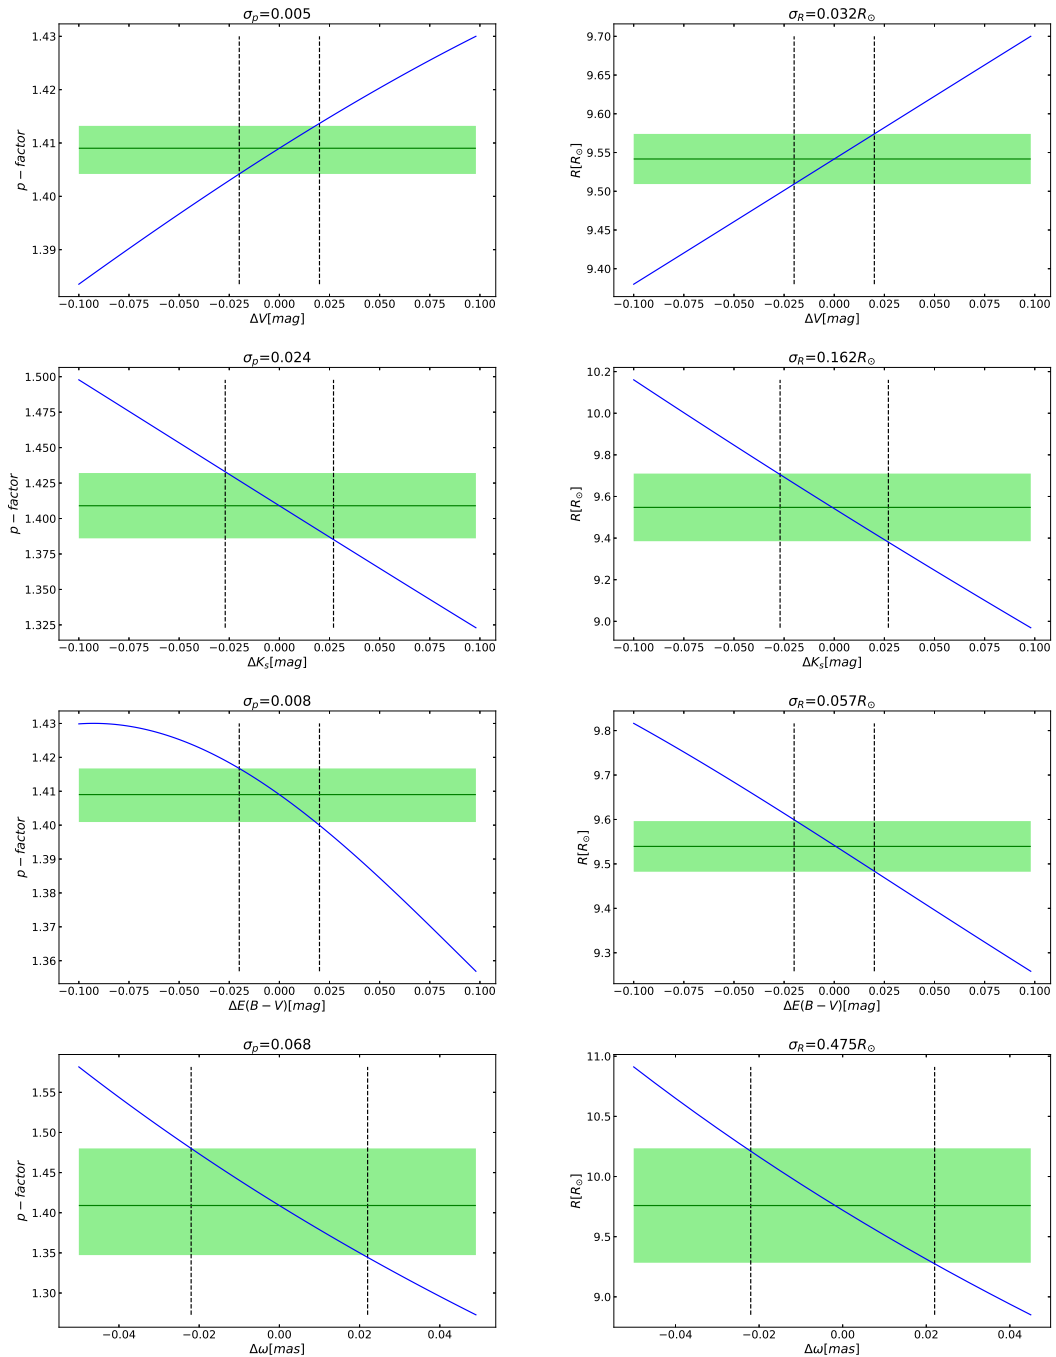 σp=0.005
1.43
1.42
1.41
1.40
1.39
p − factor
−0.100 −0.075 −0.050 −0.025 0.000 0.025 0.050 0.075 0.100
ΔV[mag]
σR=0.032R⊙
9.70
9.65
9.60
9.55
9.50
9.45
9.40
R[R⊙]
−0.100 −0.075 −0.050 −0.025 0.000 0.025 0.050 0.075 0.100
ΔV[mag]
σp=0.024
1.500
1.475
1.450
1.425
1.400
1.375
1.350
1.325
p − factor
−0.100 −0.075 −0.050 −0.025 0.000 0.025 0.050 0.075 0.100
ΔKs[mag]
σR=0.162R⊙
10.2
10.0
9.8
9.6
9.4
9.2
9.0
R[R⊙]
−0.100 −0.075 −0.050 −0.025 0.000 0.025 0.050 0.075 0.100
ΔKs[mag]
σp=0.008
1.43
1.42
1.41
1.40
1.39
1.38
1.37
1.36
p − factor
−0.100 −0.075 −0.050 −0.025 0.000 0.025 0.050 0.075 0.100
ΔE(B − V)[mag]
σR=0.057R⊙
9.8
9.7
9.6
9.5
9.4
9.3
R[R⊙]
−0.100 −0.075 −0.050 −0.025 0.000 0.025 0.050 0.075 0.100
ΔE(B − V)[mag]
σp=0.068
1.55
1.50
1.45
1.40
1.35
1.30
p − factor
−0.04 −0.02 0.00 0.02 0.04
Δω[mas]
σR=0.475R⊙
11.0
10.5
10.0
9.5
9.0
R[R⊙]
−0.04 −0.02 0.00 0.02 0.04
Δω[mas]